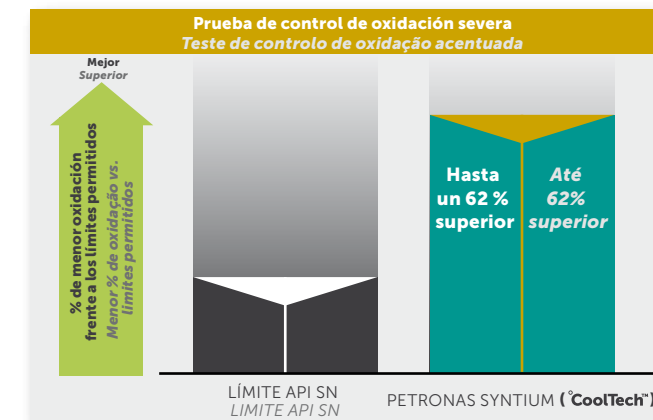 Prueba de control de oxidación severa
Teste de controlo de oxidação acentuada
Mejor
Superior
% de menor oxidación
frente a los límites permitidos
Menor % de oxidação vs.
limites permitidos
Hasta
un 62 %
superior
Até
62%
superior
LÍMITE API SN
LIMITE API SN
PETRONAS SYNTIUM (°CoolTech™)